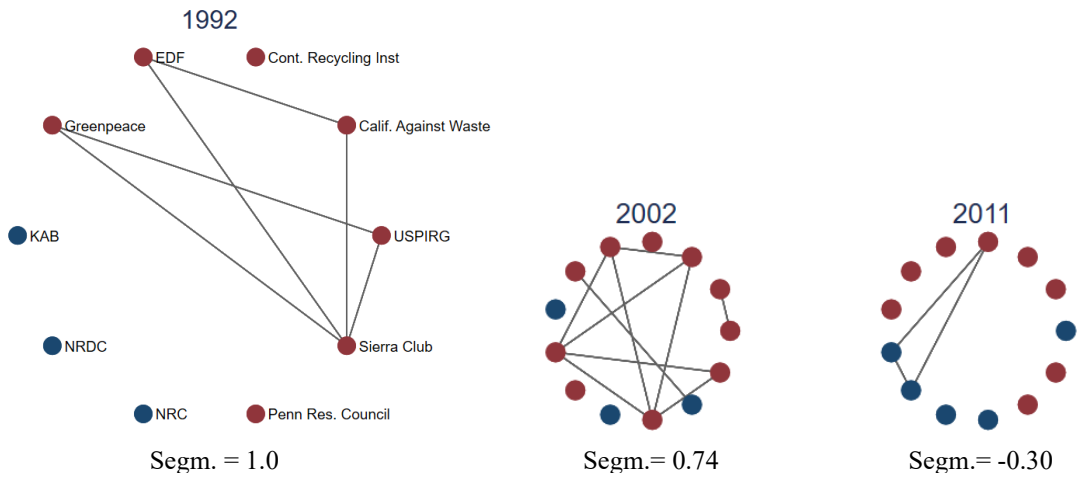 1992
EDF
Cont. Recycling Inst
Greenpeace
Calif. Against Waste
KAB
USPIRG
NRDC
Sierra Club
NRC
Penn Res. Council
Segm. = 1.0
2002
Segm.= 0.74
2011
Segm.= -0.30